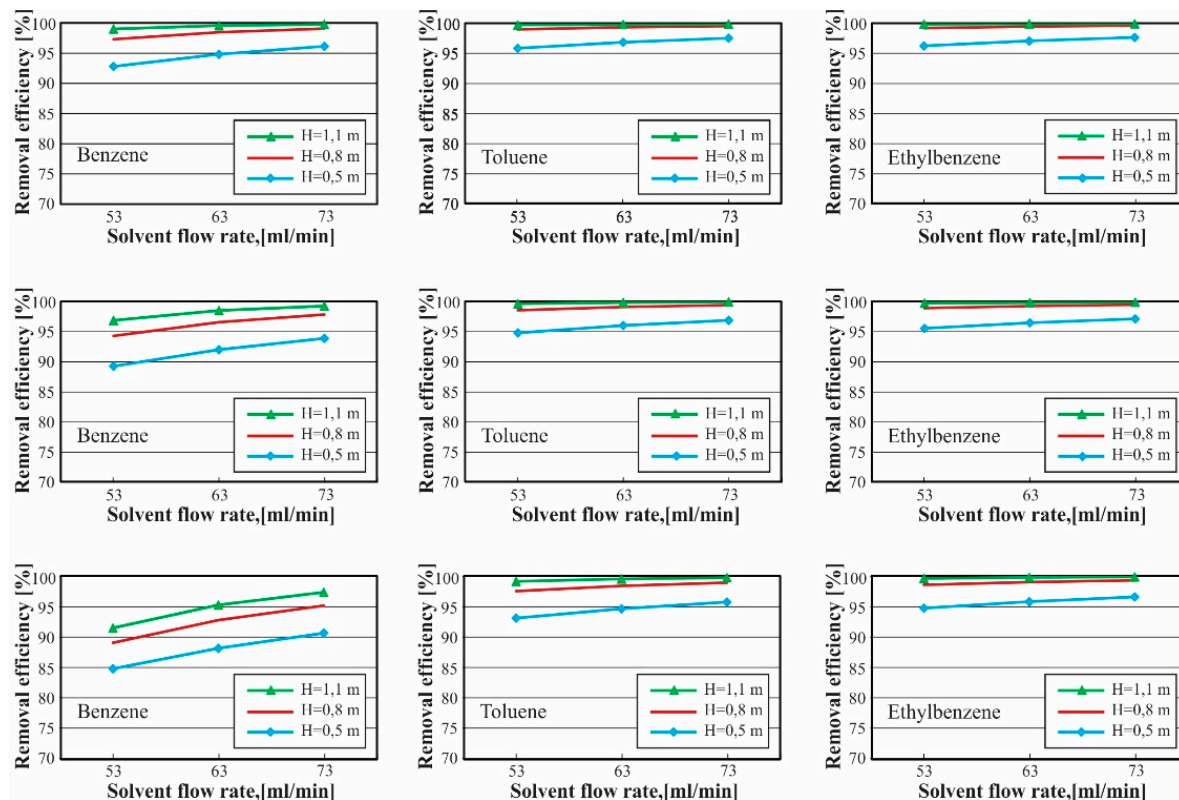 Removal efficiency [%]
100
95
90
85
80
75
70
H=1,1 m
H=0,8 m
H=0,5 m
Benzene
53
63
73
Solvent flow rate,[ml/min]
Removal efficiency [%]
100
95
90
85
80
75
70
H=1,1 m
H=0,8 m
H=0,5 m
Toluene
53
63
73
Solvent flow rate,[ml/min]
Removal efficiency [%]
100
95
90
85
80
75
70
H=1,1 m
H=0,8 m
H=0,5 m
Ethylbenzene
53
63
73
Solvent flow rate,[ml/min]
Removal efficiency [%]
100
95
90
85
80
75
70
H=1,1 m
H=0,8 m
H=0,5 m
Benzene
53
63
73
Solvent flow rate,[ml/min]
Removal efficiency [%]
100
95
90
85
80
75
70
H=1,1 m
H=0,8 m
H=0,5 m
Toluene
53
63
73
Solvent flow rate,[ml/min]
Removal efficiency [%]
100
95
90
85
80
75
70
H=1,1 m
H=0,8 m
H=0,5 m
Ethylbenzene
53
63
73
Solvent flow rate,[ml/min]
Removal efficiency [%]
100
95
90
85
80
75
70
H=1,1 m
H=0,8 m
H=0,5 m
Benzene
53
63
73
Solvent flow rate,[ml/min]
Removal efficiency [%]
100
95
90
85
80
75
70
H=1,1 m
H=0,8 m
H=0,5 m
Toluene
53
63
73
Solvent flow rate,[ml/min]
Removal efficiency [%]
100
95
90
85
80
75
70
H=1,1 m
H=0,8 m
H=0,5 m
Ethylbenzene
53
63
73
Solvent flow rate,[ml/min]